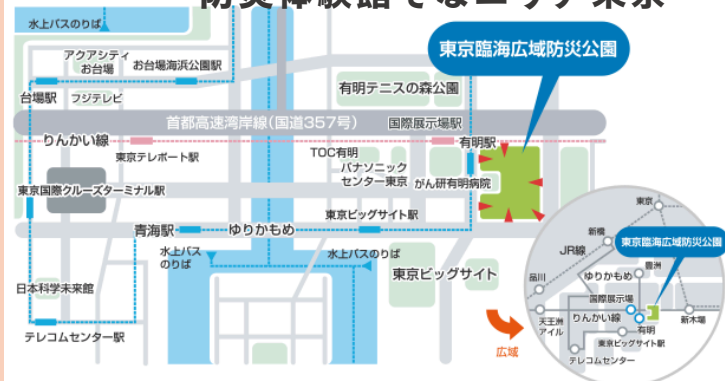 防災体験館そなエリア東京
水上バスのりば
アクアシティ
お台場
お台場海浜公園駅
台場駅
フジテレビ
有明テニスの森公園
東京臨海広域防災公園
首都高速湾岸線(国道357号)
国際展示場駅
りんかい線
東京テレポート駅
有明駅
TOC有明
パナソニック
センター東京
がん研有明病院
東京国際クルーズターミナル駅
青海駅
ゆりかもめ
東京ビッグサイト駅
水上バス
のりば
水上バスのりば
東京ビッグサイト
日本科学未来館
テレコムセンター駅
広域
東京
新橋
東京臨海広域防災公園
JR線
品川
ゆりかもめ
豊洲
国際展示場
りんかい線
天王洲
アイル
有明
新木場
東京ビッグサイト駅
テレコムセンター